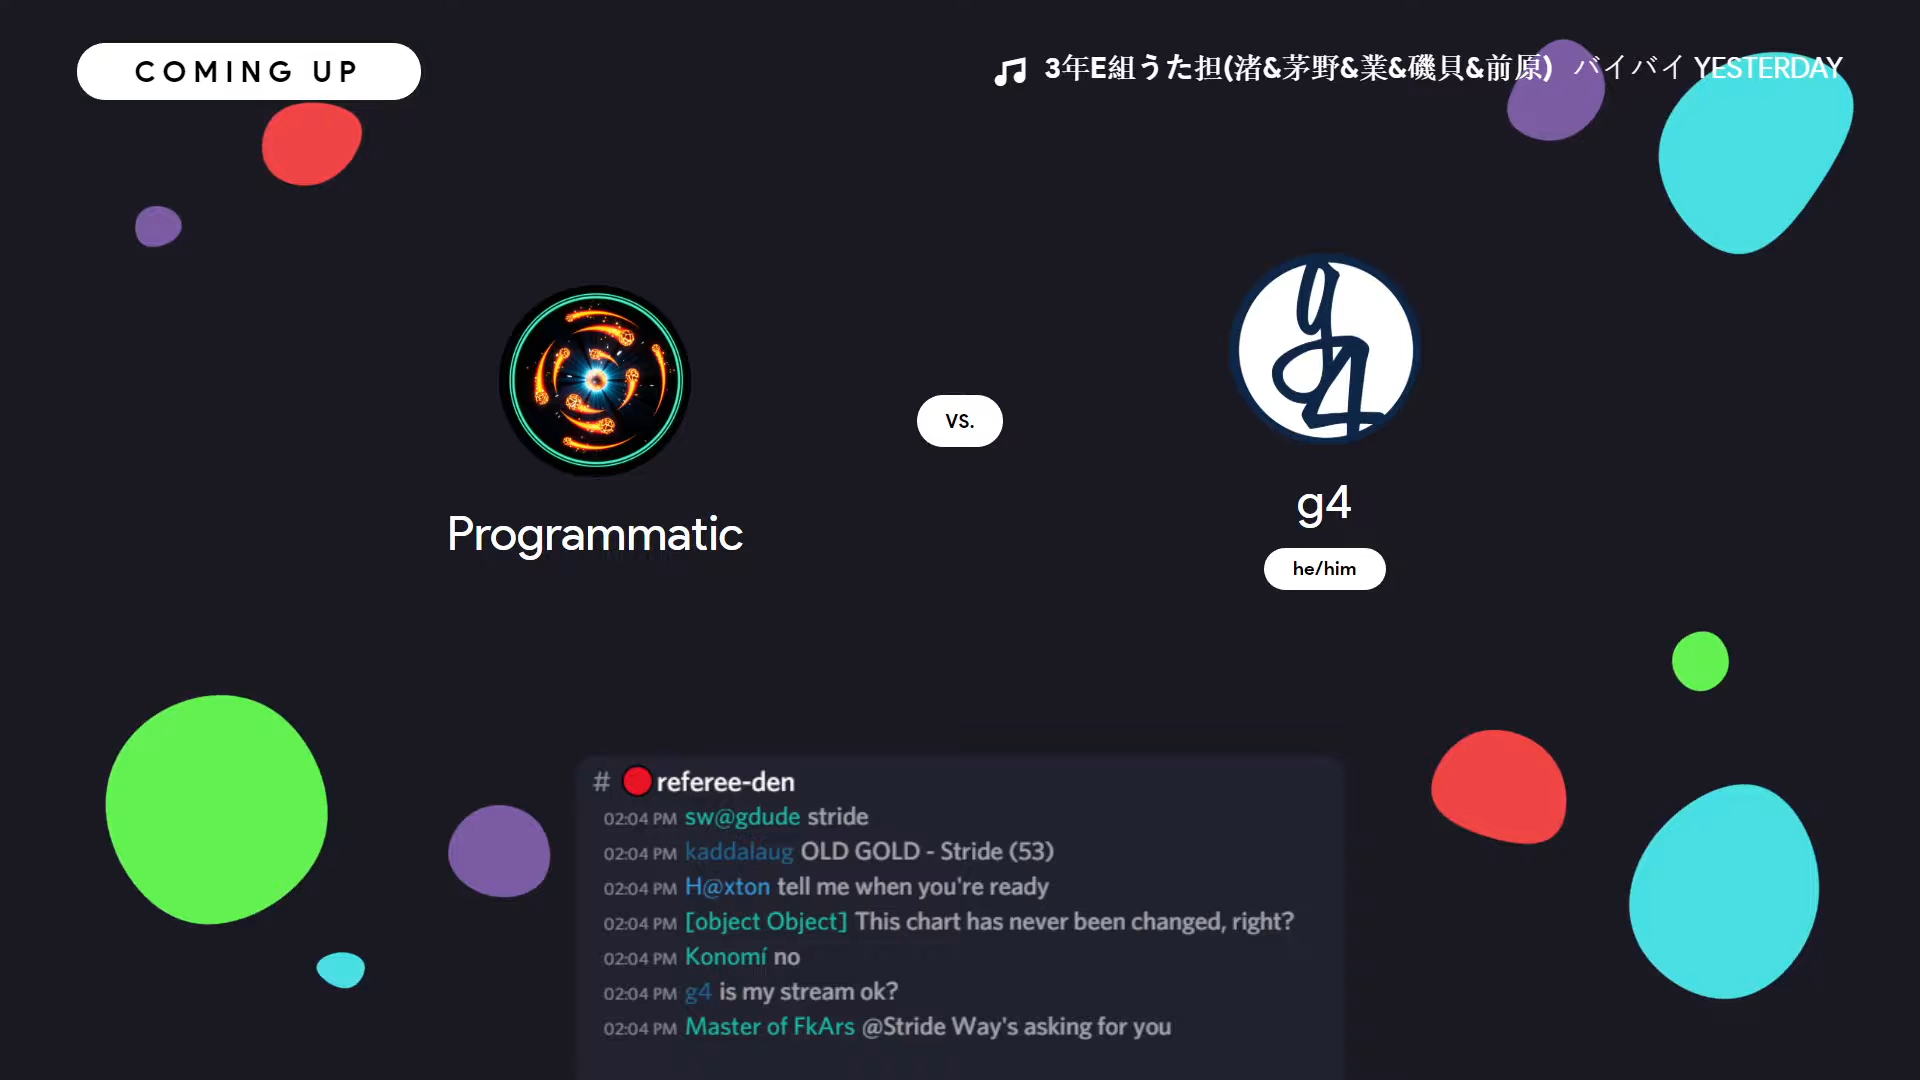 COMING UP
3年E組うた担(渚&茅野&業&磯貝&前原) バイバイ YESTERDAY
g4
VS.
Programmatic
g4
he/him
# referee-den
02:04 PM sw@gdude stride
02:04 PM kaddalaug OLD GOLD - Stride (53)
02:04 PM H@xton tell me when you're ready
02:04 PM [object Object] This chart has never been changed, right?
02:04 PM Konomí no
02:04 PM g4 is my stream ok?
02:04 PM Master of FkArs @Stride Way's asking for you